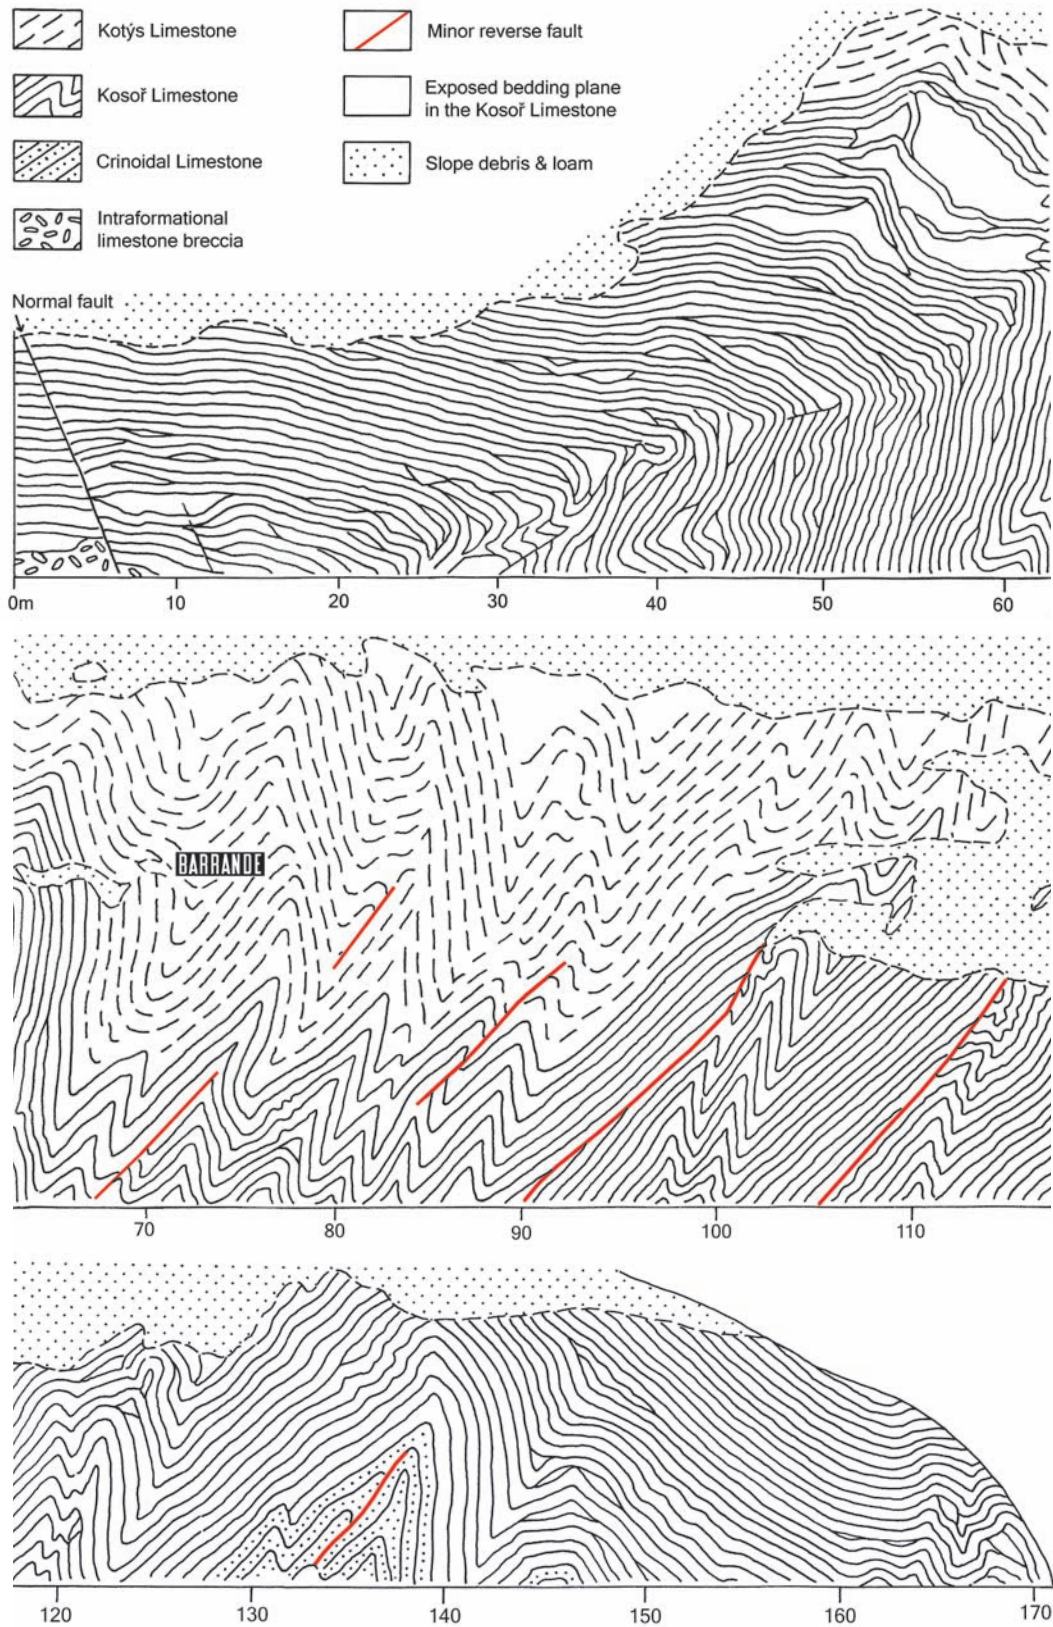 Kotýs Limestone
Minor reverse fault
Kosoř Limestone
Exposed bedding plane
in the Kosoř Limestone
Crinoidal Limestone
Slope debris & loam
Intraformational
limestone breccia
Normal fault
0m 10 20 30 40 50 60
BARRANDE
70 80 90 100 110
120 130 140 150 160 170